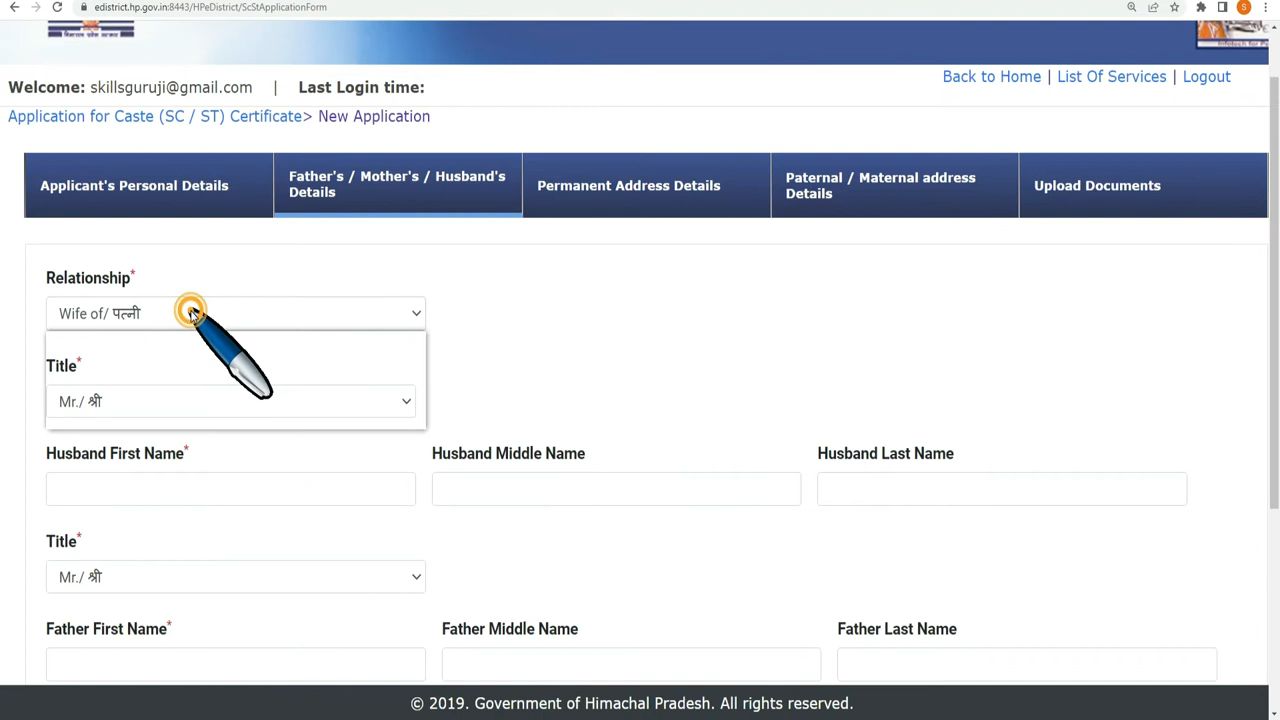 edistrict.hp.gov.in:8443/HPeDistrict/ScStApplicationForm
S
Welcome: skillsguruji@gmail.com | Last Login time:
Back to Home | List Of Services | Logout
Application for Caste (SC / ST) Certificate> New Application
Applicant's Personal Details
Father's / Mother's / Husband's
Details
Permanent Address Details
Paternal / Maternal address
Details
Upload Documents
Relationship*
Wife of/ पत्नी
Title*
Mr./ श्री
Husband First Name*
Husband Middle Name
Husband Last Name
Title*
Mr./ श्री
Father First Name*
Father Middle Name
Father Last Name
© 2019. Government of Himachal Pradesh. All rights reserved.